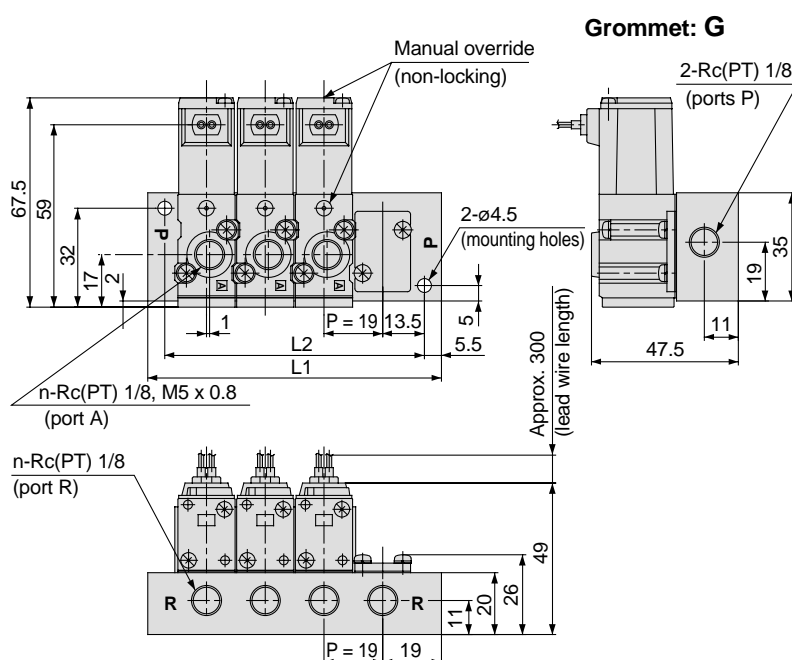 Grommet: G
Manual override
(non-locking)
2-Rc(PT) 1/8
(ports P)
67.5
59
32
17
2
P
P
2-ø4.5
(mounting holes)
A
A
A
1
P = 19
13.5
5
L2
5.5
L1
n-Rc(PT) 1/8, M5 x 0.8
(port A)
35
19
11
47.5
Approx. 300
(lead wire length)
n-Rc(PT) 1/8
(port R)
R
R
49
26
20
11
P = 19
19